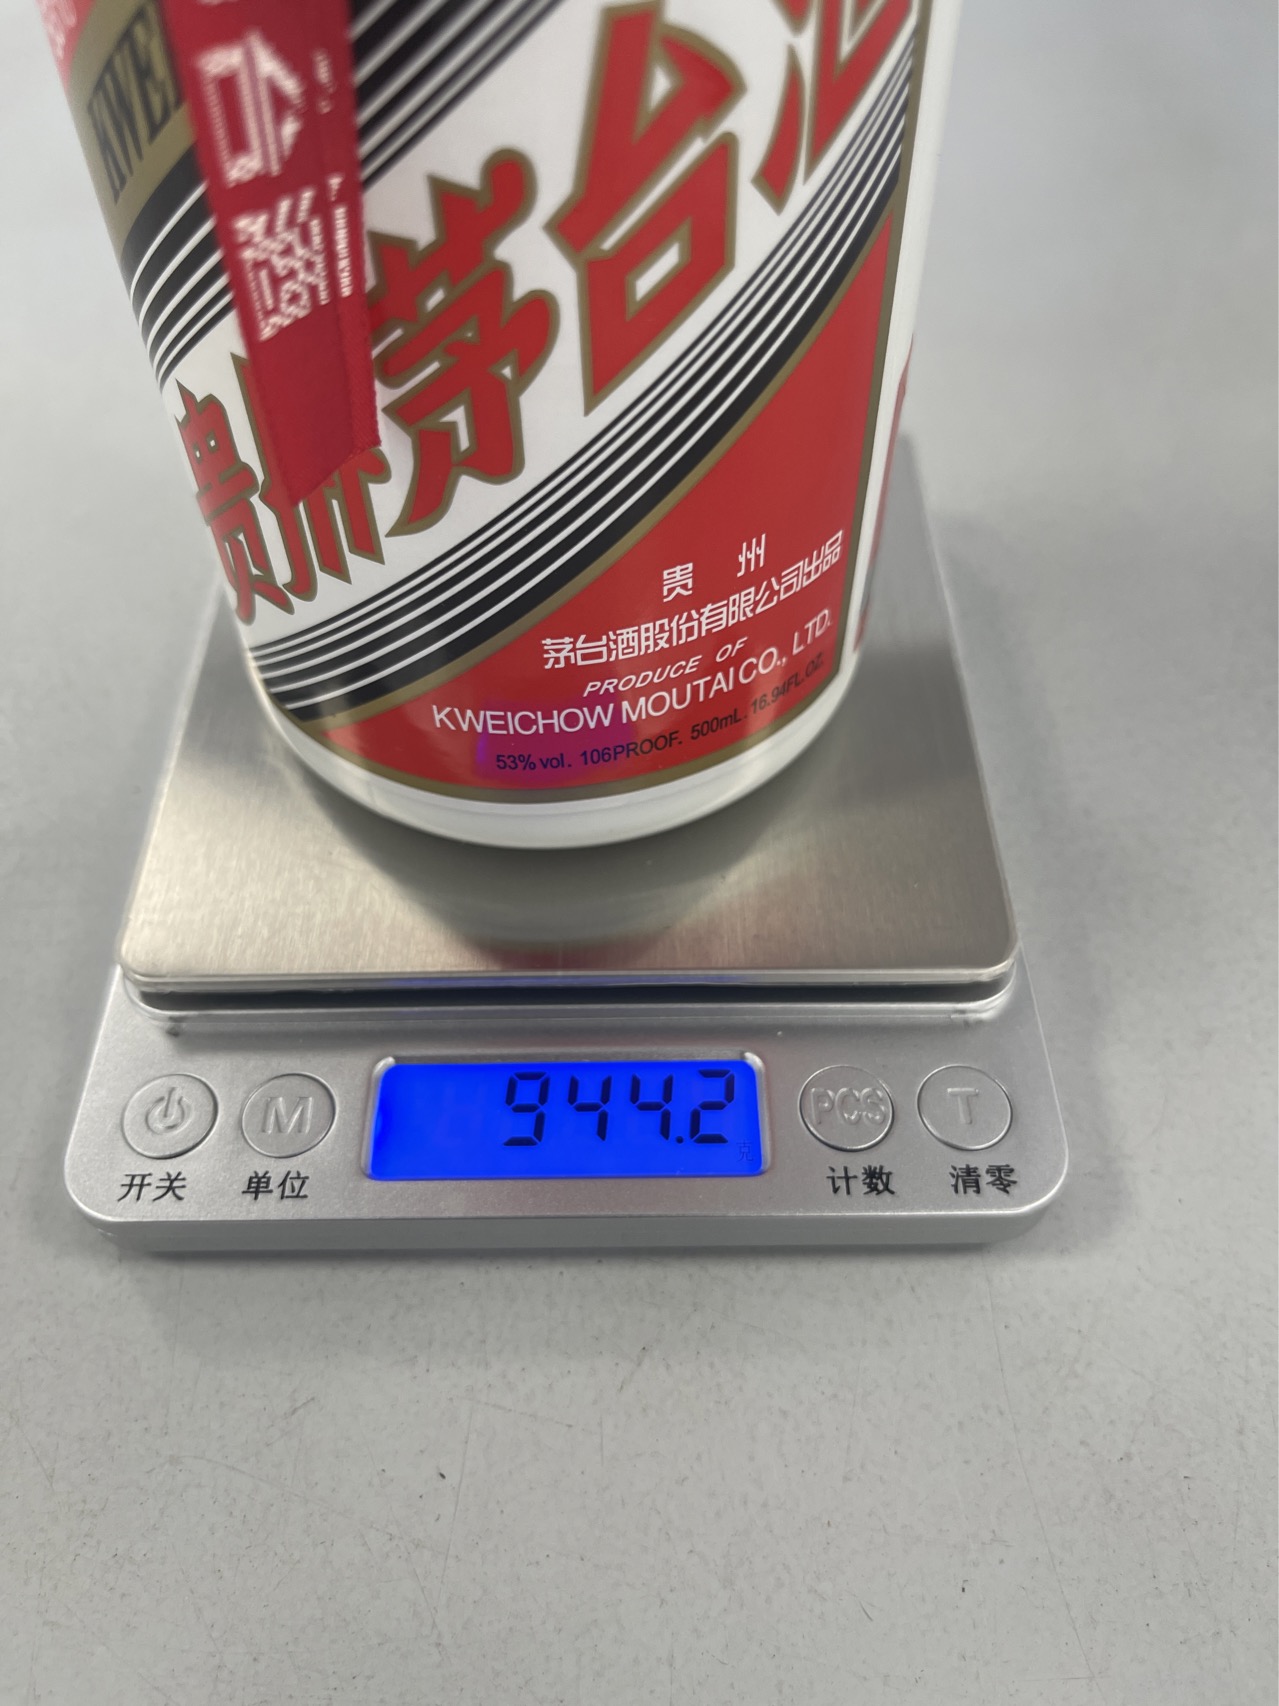 KWEI
贵州茅台酒
贵 州
茅台酒股份有限公司出品
PRODUCE OF
KWEICHOW MOUTAI CO., LTD.
53% vol. 106PROOF. 500mL. 16.94FL.OZ.
944.2
克
M
PCS
T
开关
单位
计数
清零